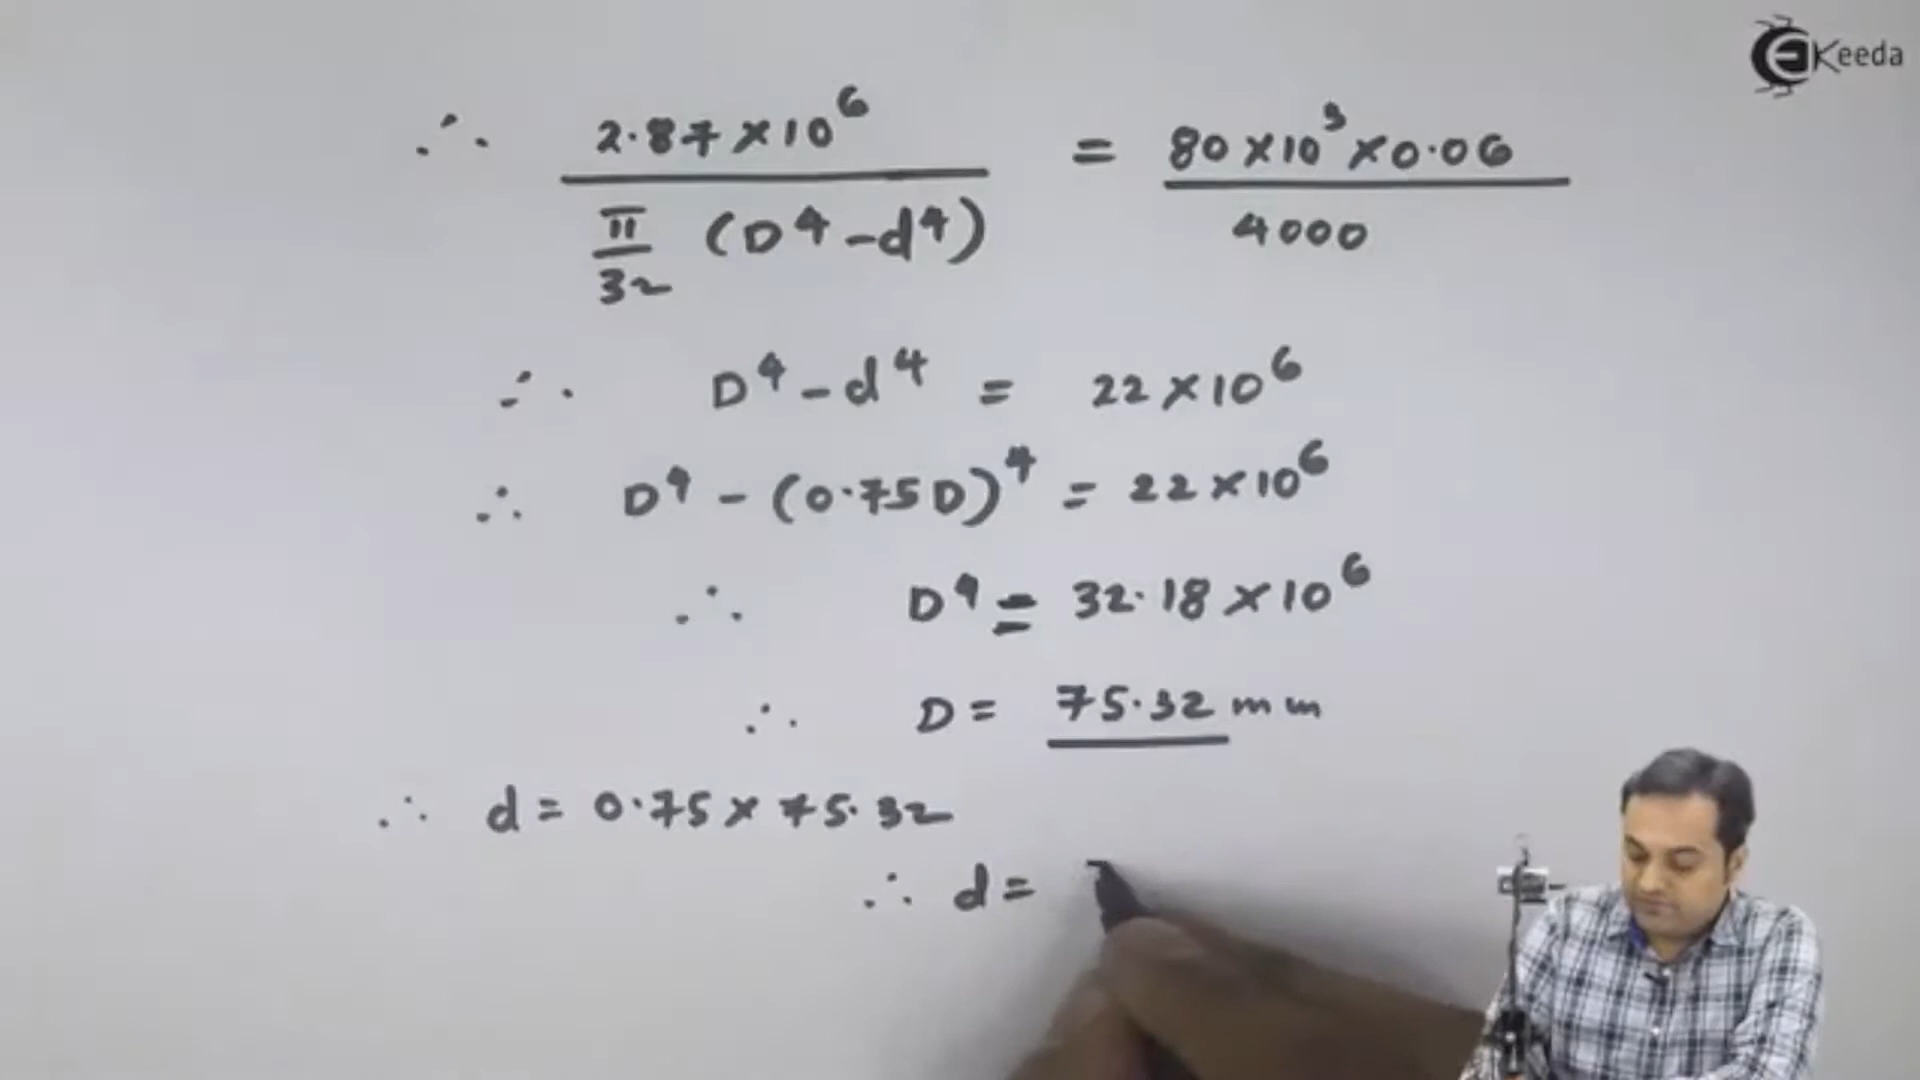 EKeeda
∴ 2.87 × 10⁶ / π/32 (D⁴ - d⁴) = 80 × 10³ × 0.06 / 4000
∴ D⁴ - d⁴ = 22 × 10⁶
∴ D⁴ - (0.75D)⁴ = 22 × 10⁶
∴ D⁴ = 32.18 × 10⁶
∴ D = 75.32 mm
∴ d = 0.75 × 75.32
∴ d =